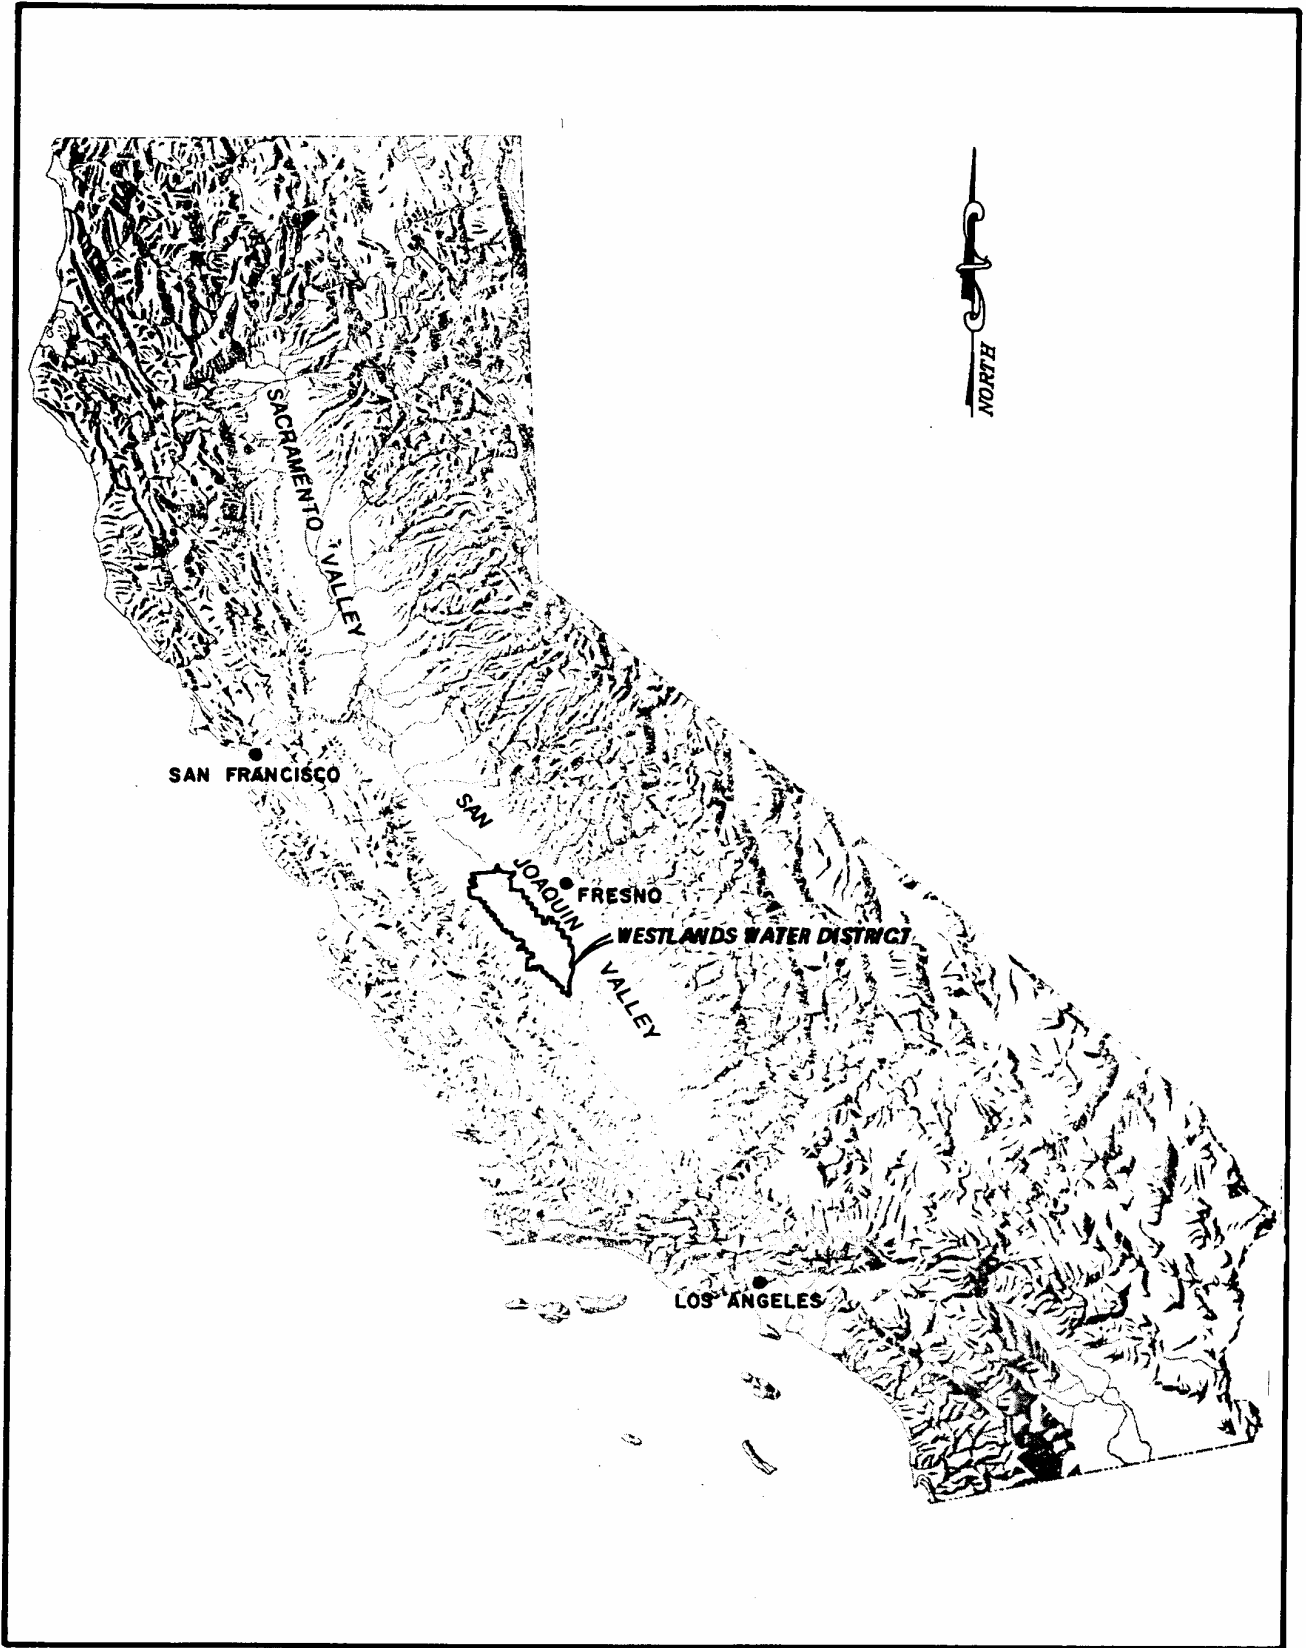 NORTH
SACRAMENTO VALLEY
SAN FRANCISCO
SAN JOAQUIN VALLEY
FRESNO
WESTLANDS WATER DISTRICT
LOS ANGELES